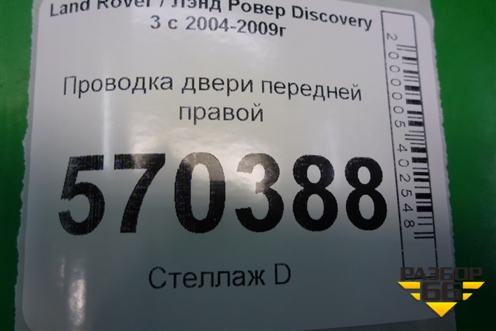 Land Rover / Лэнд Ровер Discovery
3 с 2004-2009г
Проводка двери передней
правой
570388
Стеллаж D
2000005402548
РАЗБОР
66